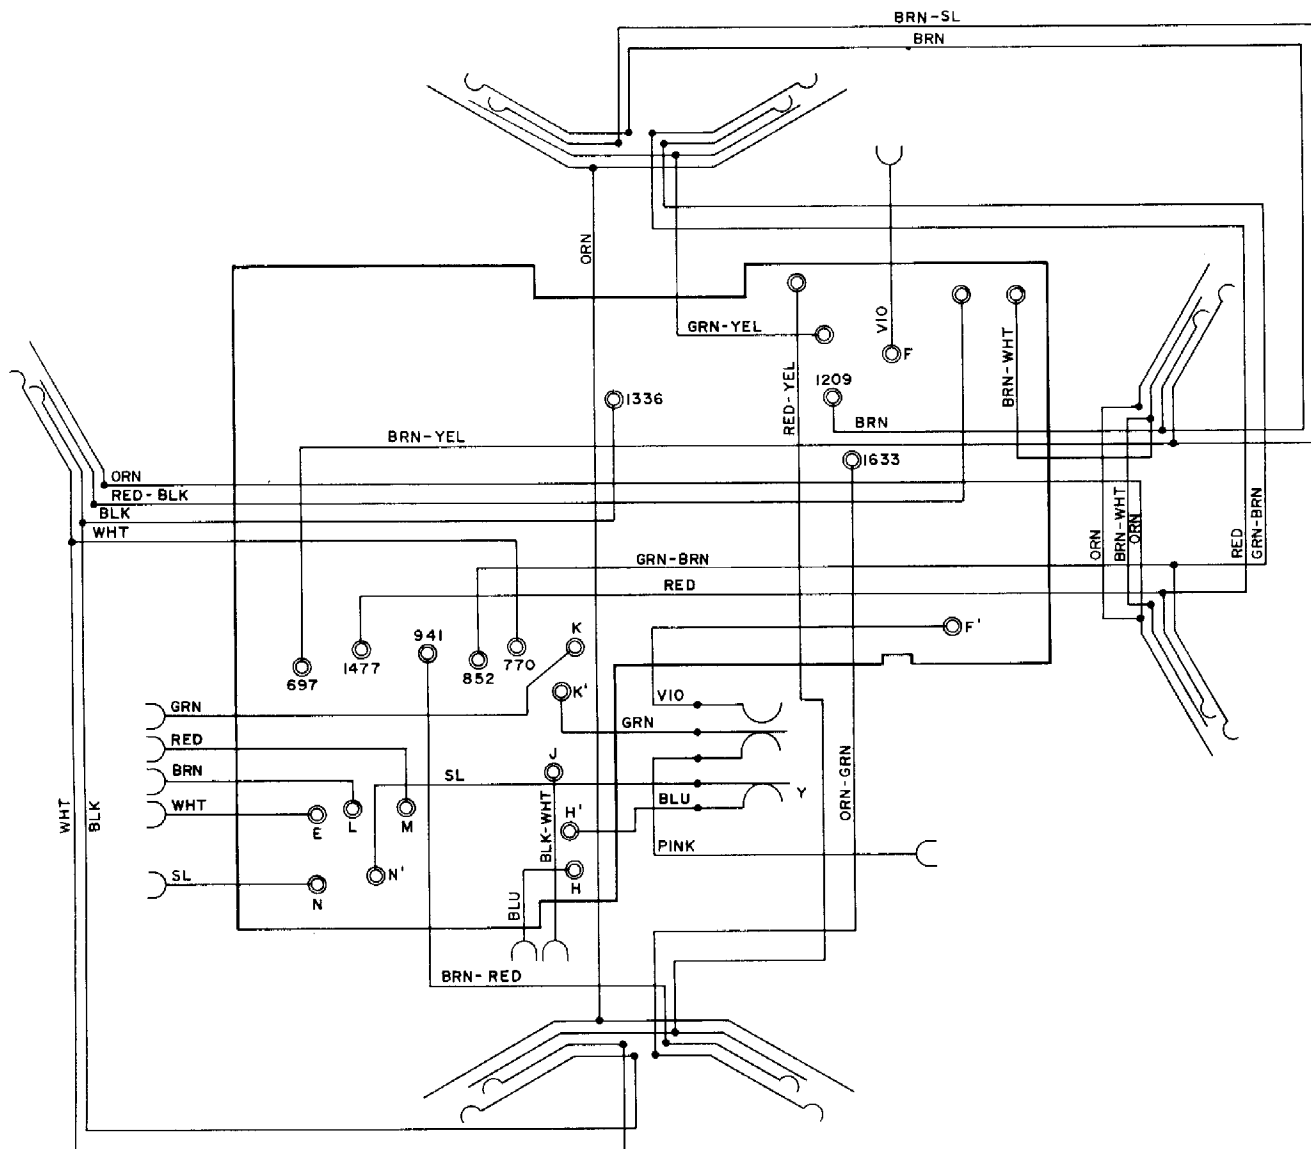 BRN-SL
BRN
ORN
VIO
GRN-YEL
F
RED-YEL
BRN-WHT
1209
1336
BRN
BRN-YEL
1633
ORN
RED-BLK
BLK
WHT
ORN
BRN-WHT
ORN
RED
GRN-BRN
GRN-BRN
RED
941
K
F'
1477
852
770
697
K'
VIO
GRN
GRN
RED
J
BRN
SL
Y
BLU
WHT
E
L
M
H'
ORN-GRN
WHT
BLK
BLK-WHT
PINK
SL
N'
H
N
BLU
BRN-RED